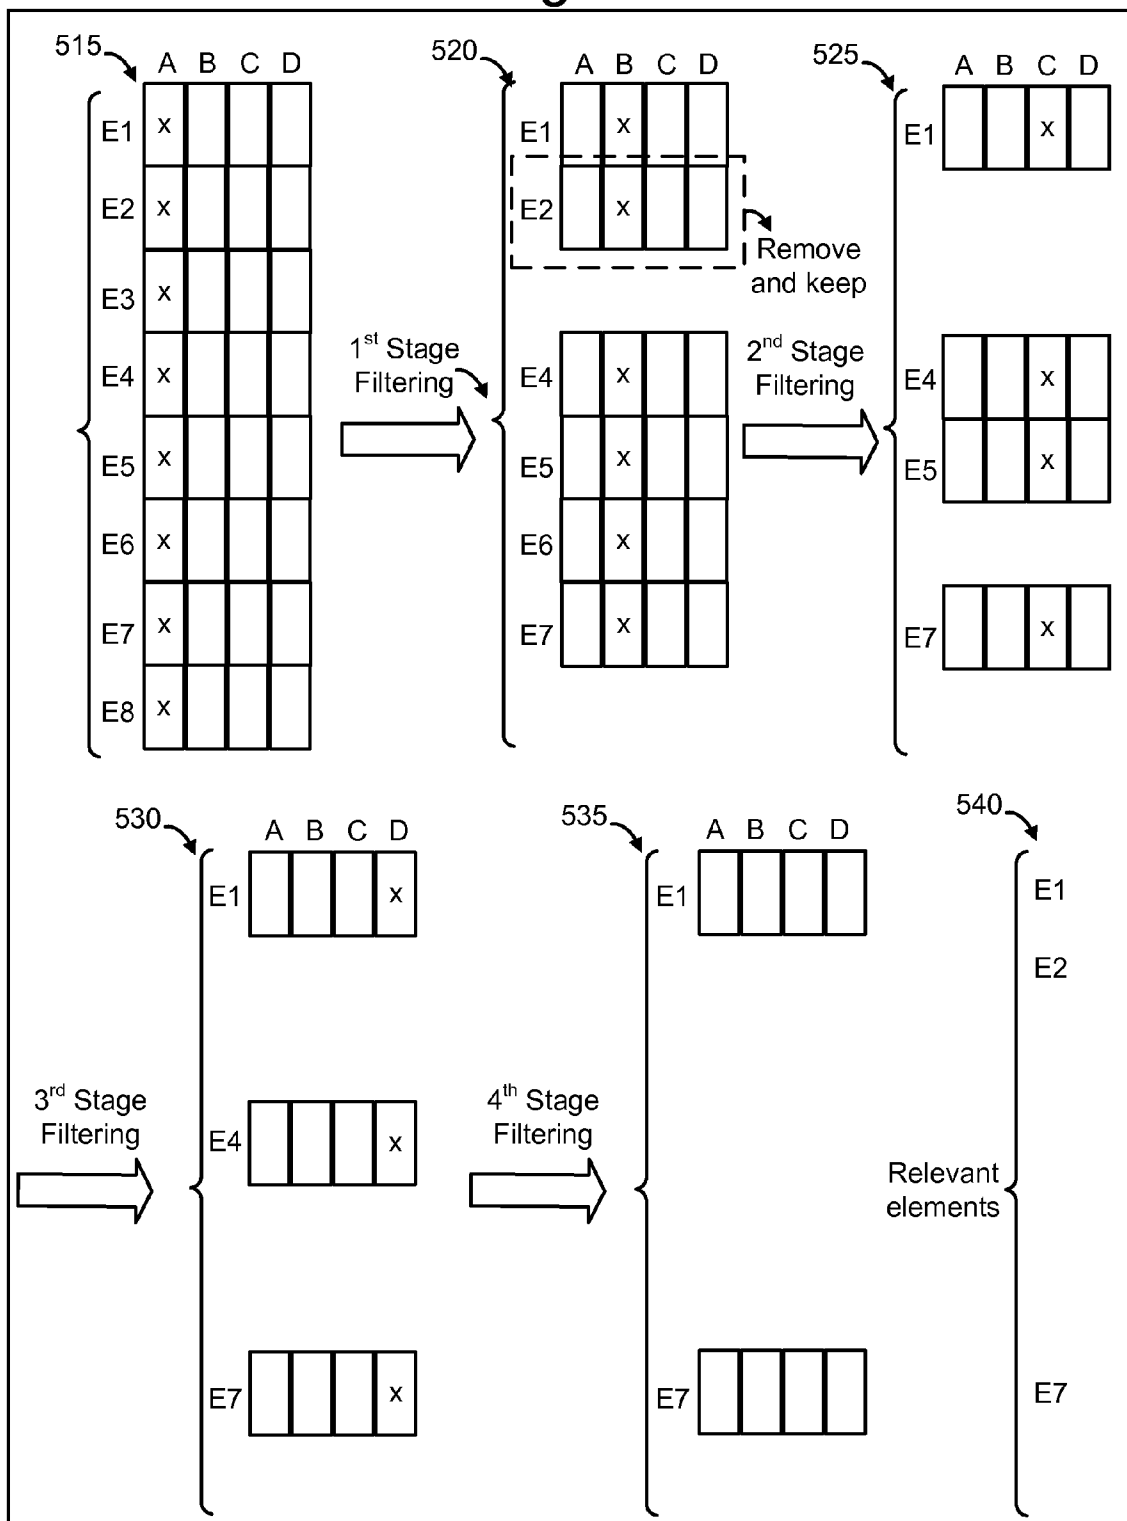 515
A B C D
E1 x
E2 x
E3 x
E4 x
E5 x
E6 x
E7 x
E8 x
1st Stage
Filtering
520
A B C D
E1 x
E2 x
Remove
and keep
E4 x
E5 x
E6 x
E7 x
2nd Stage
Filtering
525
A B C D
E1 x
E4 x
E5 x
E7 x
3rd Stage
Filtering
530
A B C D
E1 x
E4 x
E7 x
4th Stage
Filtering
535
A B C D
E1
E7
540
Relevant
elements
E1
E2
E7